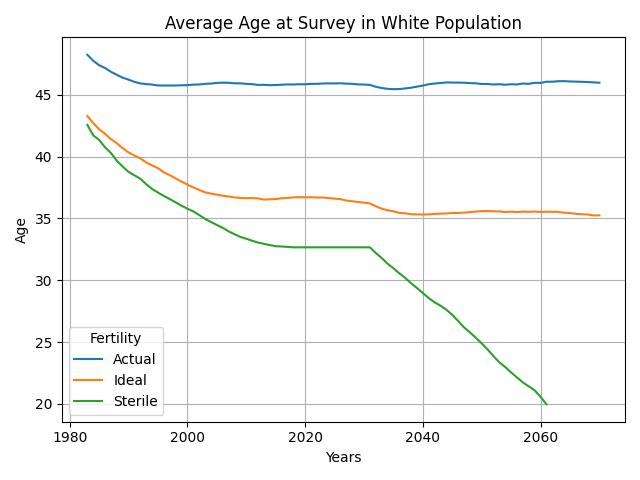 Average Age at Survey in White Population
Age
45
40
35
30
25
20
Fertility
Actual
Ideal
Sterile
1980
2000
2020
2040
2060
Years